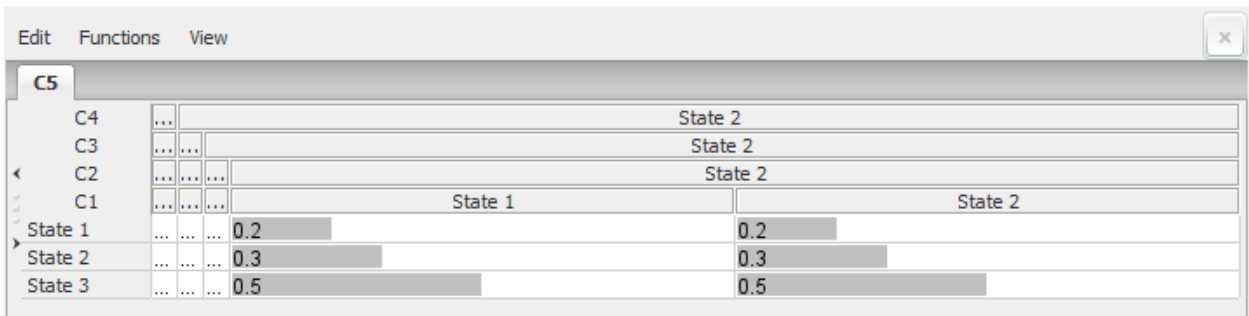 Edit Functions View ×
C5
C4 ... State 2
C3 ... ... State 2
C2 ... ... ... State 2
C1 ... ... ... State 1 State 2
State 1 ... ... ... 0.2 0.2
State 2 ... ... ... 0.3 0.3
State 3 ... ... ... 0.5 0.5